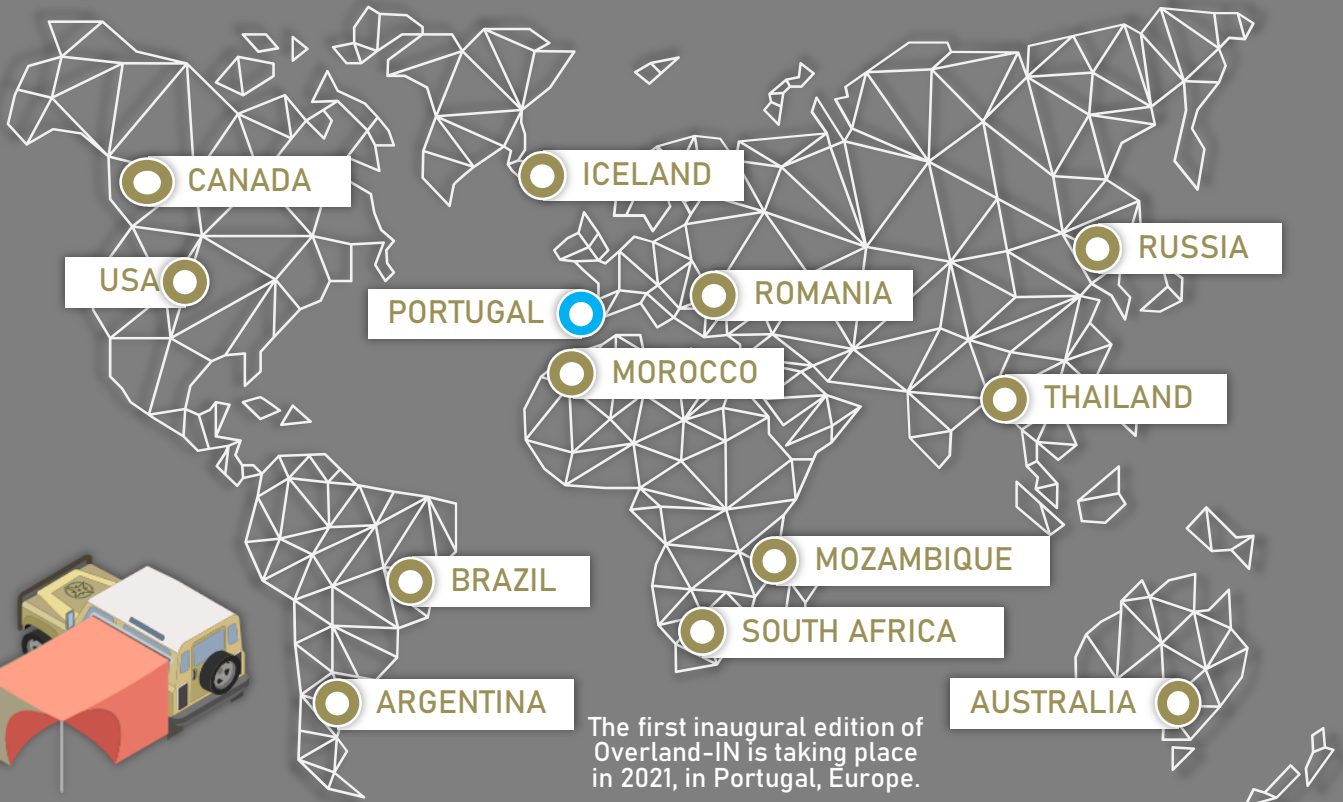 CANADA
ICELAND
RUSSIA
USA
ROMANIA
PORTUGAL
MOROCCO
THAILAND
MOZAMBIQUE
BRAZIL
SOUTH AFRICA
ARGENTINA
AUSTRALIA
The first inaugural edition of
Overland-IN is taking place
in 2021, in Portugal, Europe.